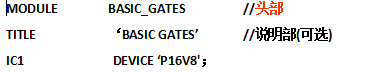 MODULE BASIC_GATES //头部
TITLE ‘BASIC GATES’ //说明部(可选)
IC1 DEVICE ‘P16V8';